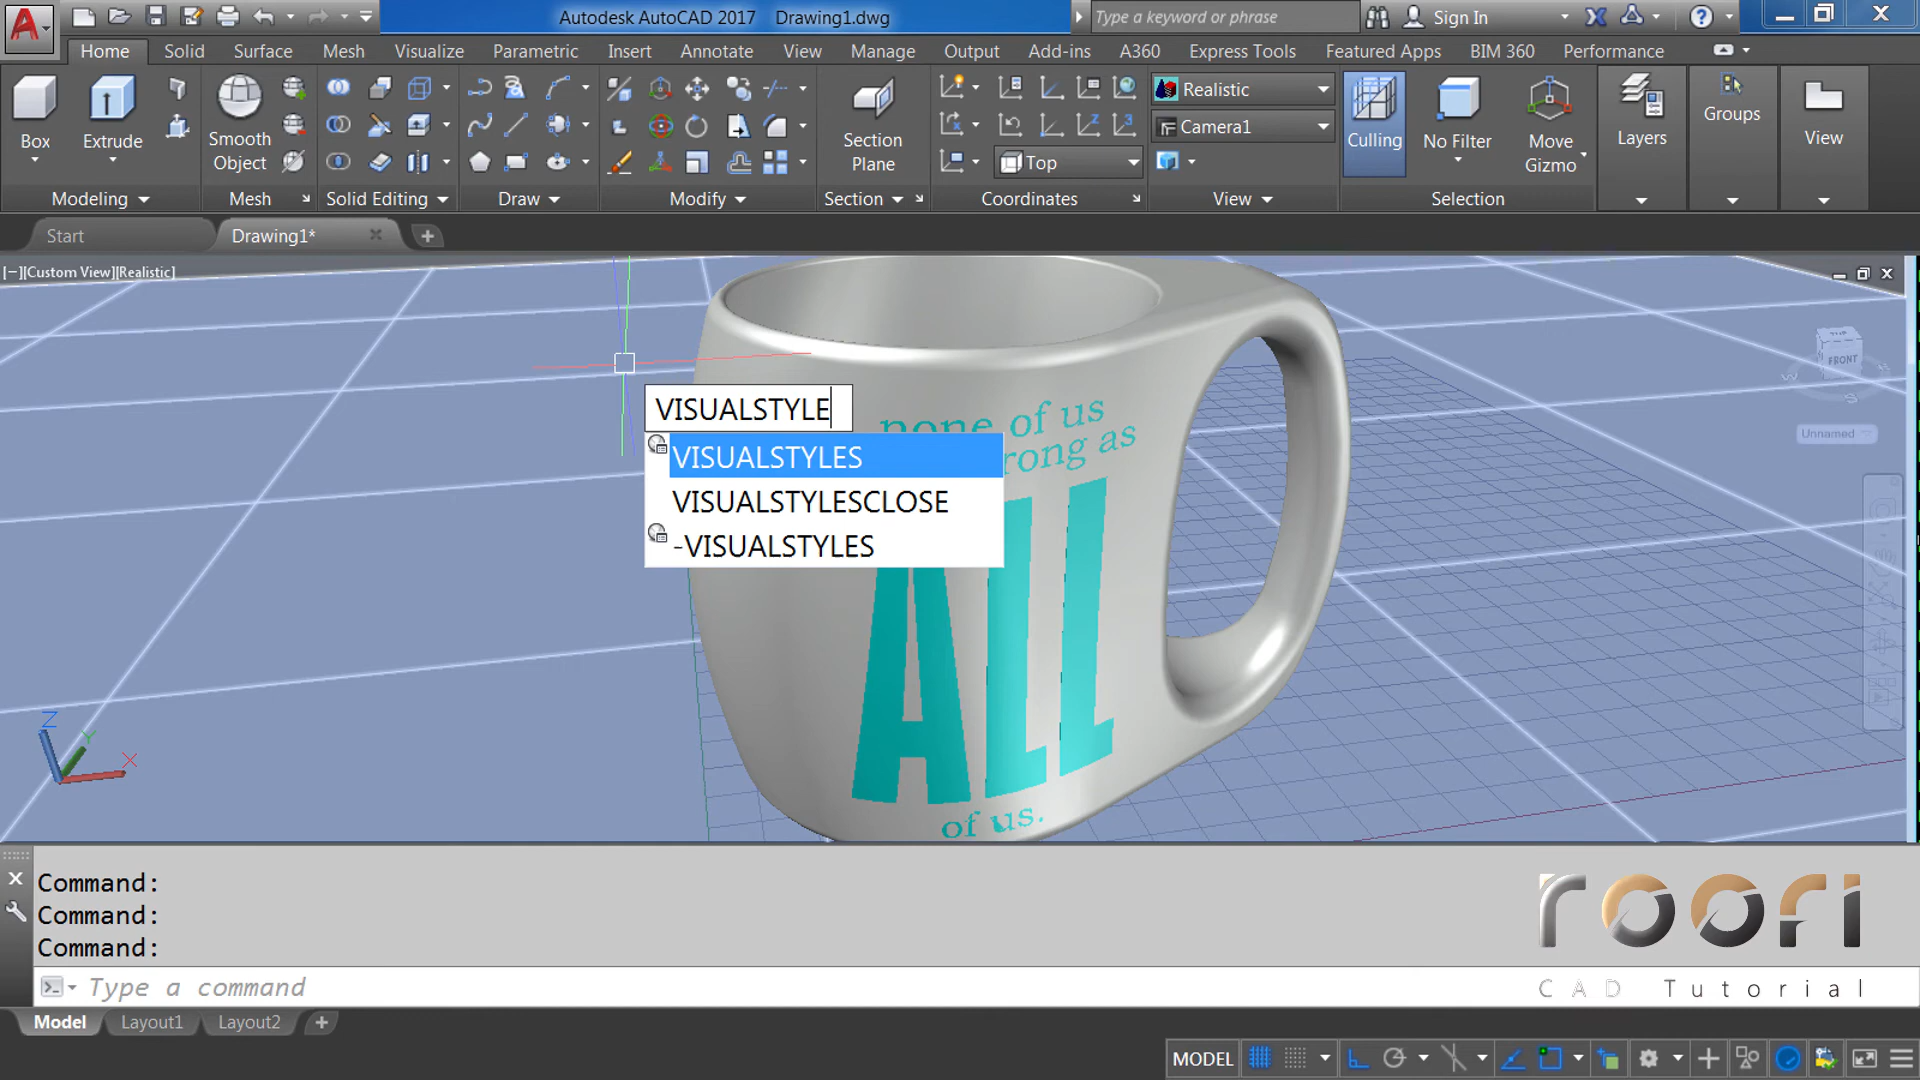 Autodesk AutoCAD 2017 Drawing1.dwg
Type a keyword or phrase
Sign In
Home Solid Surface Mesh Visualize Parametric Insert Annotate View Manage Output Add-ins A360 Express Tools Featured Apps BIM 360 Performance
Box
Extrude
Smooth
Object
Section
Plane
Realistic
Camera1
Top
Culling
No Filter
Move
Gizmo
Layers
Groups
View
Modeling Mesh Solid Editing Draw Modify Section Coordinates View Selection
Start Drawing1*
[−][Custom View][Realistic]
TOP
FRONT
W
Unnamed
VISUALSTYLE
VISUALSTYLES
VISUALSTYLESCLOSE
-VISUALSTYLES
none of us
rong as
ALL
of us.
Z
Y
X
Command:
Command:
Command:
Type a command
roofi
CAD Tutorial
Model Layout1 Layout2
MODEL